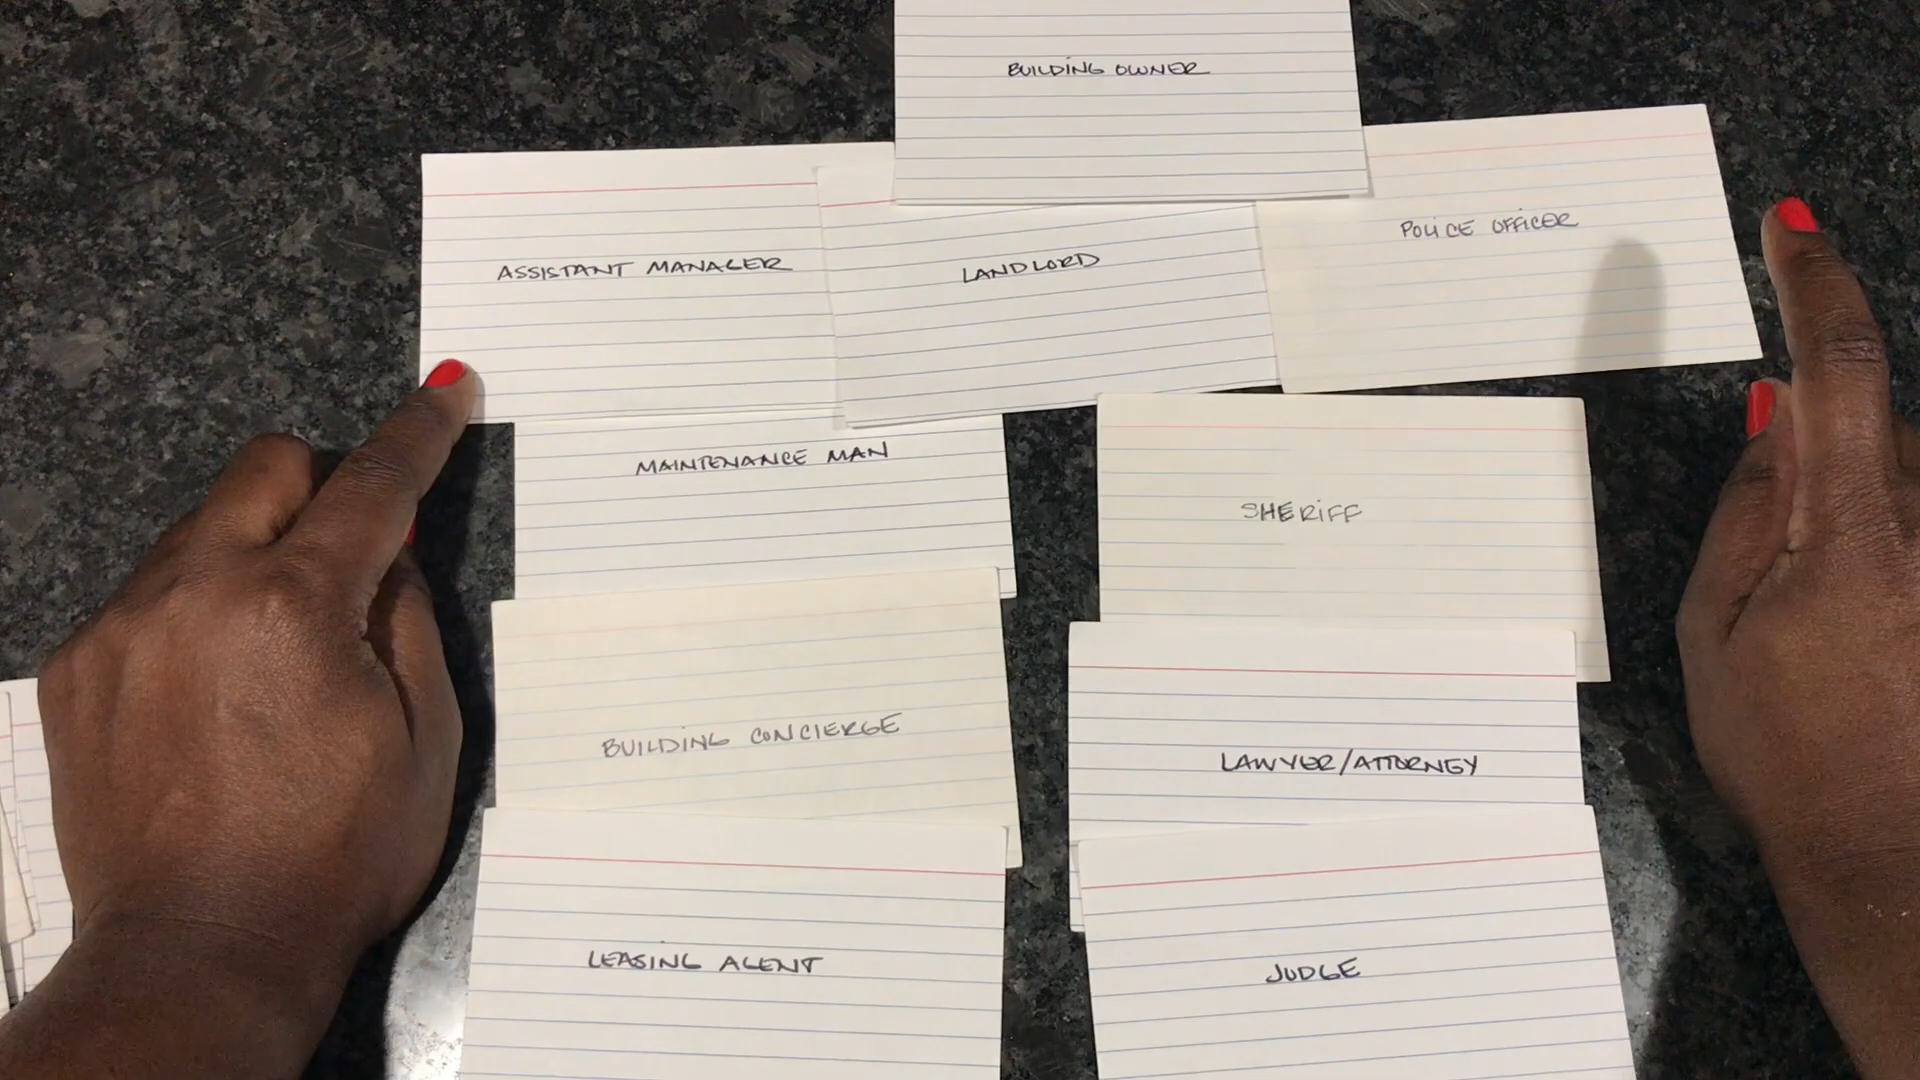 BUILDING OWNER
ASSISTANT MANAGER
LANDLORD
POLICE OFFICER
MAINTENANCE MAN
SHERIFF
BUILDING CONCIERGE
LAWYER/ATTORNEY
LEASING AGENT
JUDGE